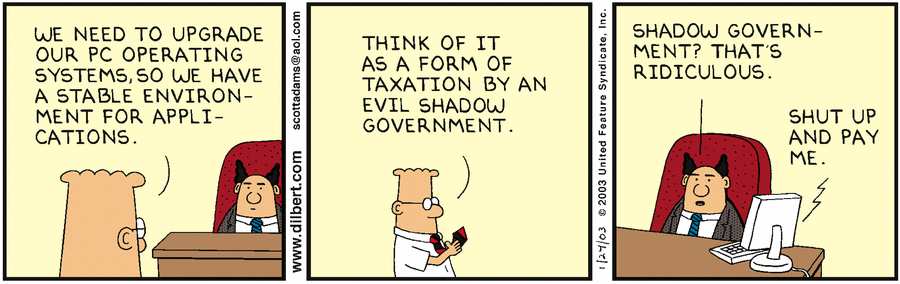 WE NEED TO UPGRADE
OUR PC OPERATING
SYSTEMS, SO WE HAVE
A STABLE ENVIRON-
MENT FOR APPLI-
CATIONS.
www.dilbert.com
scottadams@aol.com
THINK OF IT
AS A FORM OF
TAXATION BY AN
EVIL SHADOW
GOVERNMENT.
1/24/03 © 2003 United Feature Syndicate, Inc.
SHADOW GOVERN-
MENT? THAT'S
RIDICULOUS.
SHUT UP
AND PAY
ME.